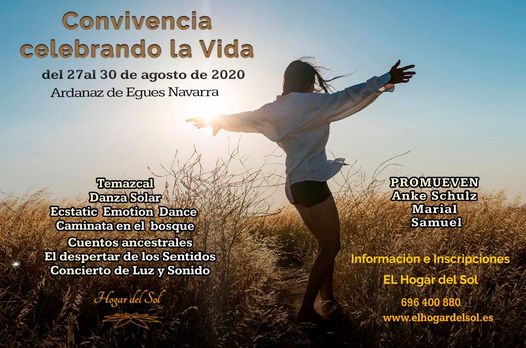 Convivencia
celebrando la Vida
del 27al 30 de agosto de 2020
Ardanaz de Egues Navarra
Temazcal
Danza Solar
Ecstatic Emotion Dance
Caminata en el bosque
Cuentos ancestrales
El despertar de los Sentidos
Concierto de Luz y Sonido
Hogar del Sol
PROMUEVEN
Anke Schulz
Marial
Samuel
Informaciòn e Inscripciones
EL Hogar del Sol
696 400 880
www.elhogardelsol.es